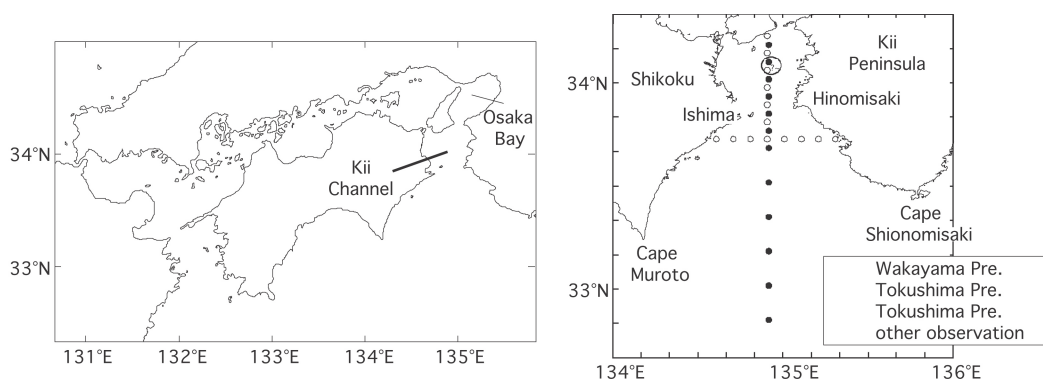 Osaka
Bay
Kii
Channel
34°N
33°N
131°E
132°E
133°E
134°E
135°E
Kii
Peninsula
Shikoku
Hinomisaki
Ishima
Cape
Shionomisaki
Cape
Muroto
34°N
33°N
Wakayama Pre.
Tokushima Pre.
Tokushima Pre.
other observation
134°E
135°E
136°E